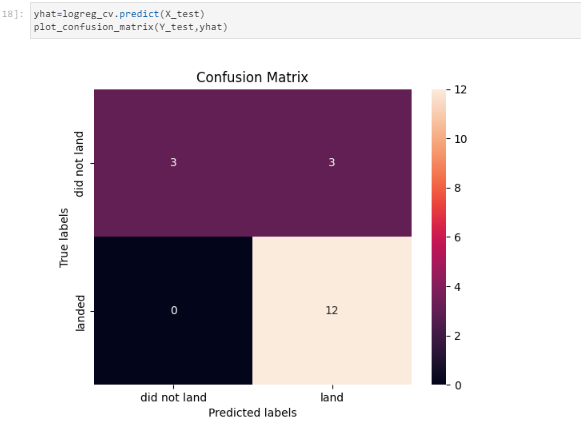 18]:
yhat=logreg_cv.predict(X_test)
plot_confusion_matrix(Y_test,yhat)
Confusion Matrix
12
did not land
3
3
10
8
True labels
6
4
landed
0
12
2
0
did not land
land
Predicted labels